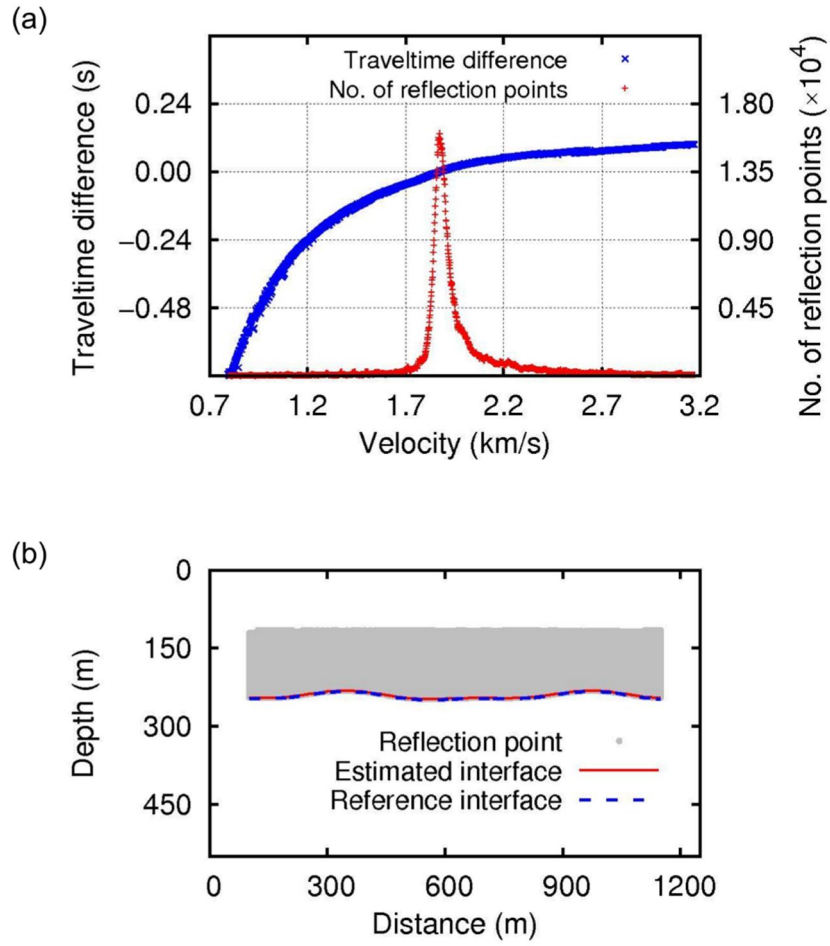 (a)
Traveltime difference
No. of reflection points
Traveltime difference (s)
0.24
0.00
−0.24
−0.48
No. of reflection points (×10⁴)
1.80
1.35
0.90
0.45
0.7 1.2 1.7 2.2 2.7 3.2
Velocity (km/s)
(b)
Depth (m)
0
150
300
450
Reflection point
Estimated interface
Reference interface
0 300 600 900 1200
Distance (m)